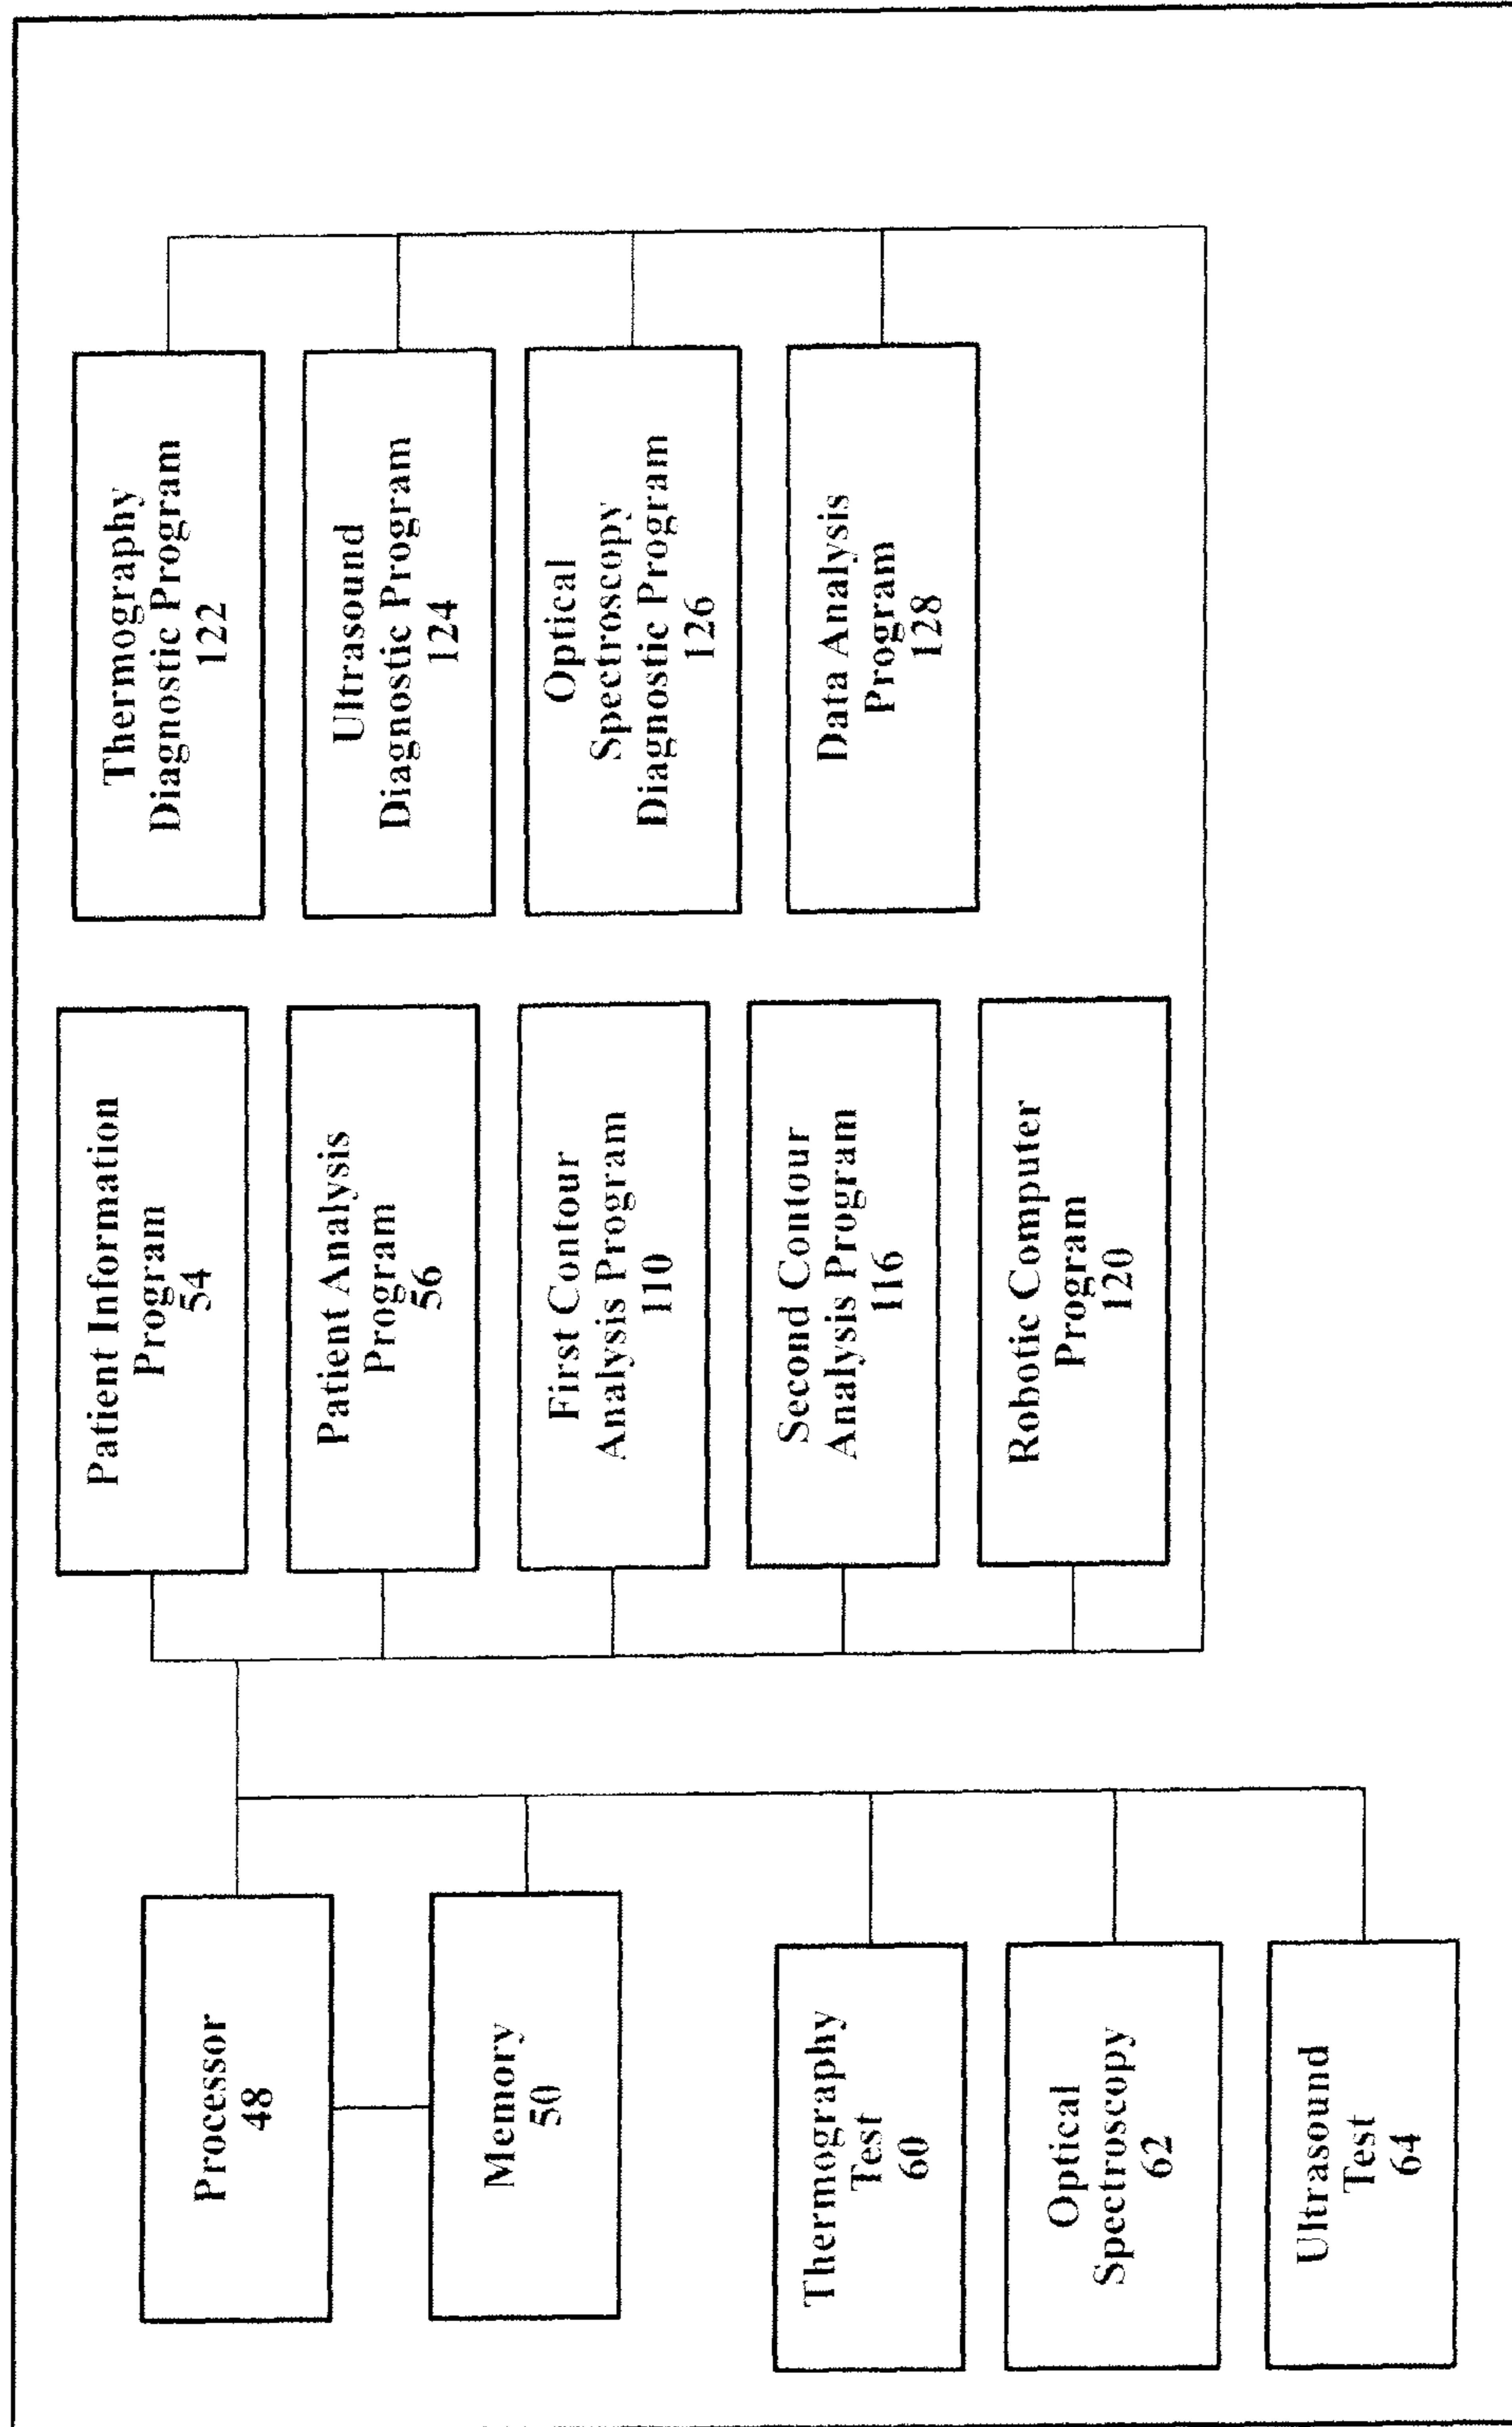 Processor
48
Memory
50
Thermography
Test
60
Optical
Spectroscopy
62
Ultrasound
Test
64
Patient Information
Program
54
Patient Analysis
Program
56
First Contour
Analysis Program
110
Second Contour
Analysis Program
116
Robotic Computer
Program
120
Thermography
Diagnostic Program
122
Ultrasound
Diagnostic Program
124
Optical
Spectroscopy
Diagnostic Program
126
Data Analysis
Program
128